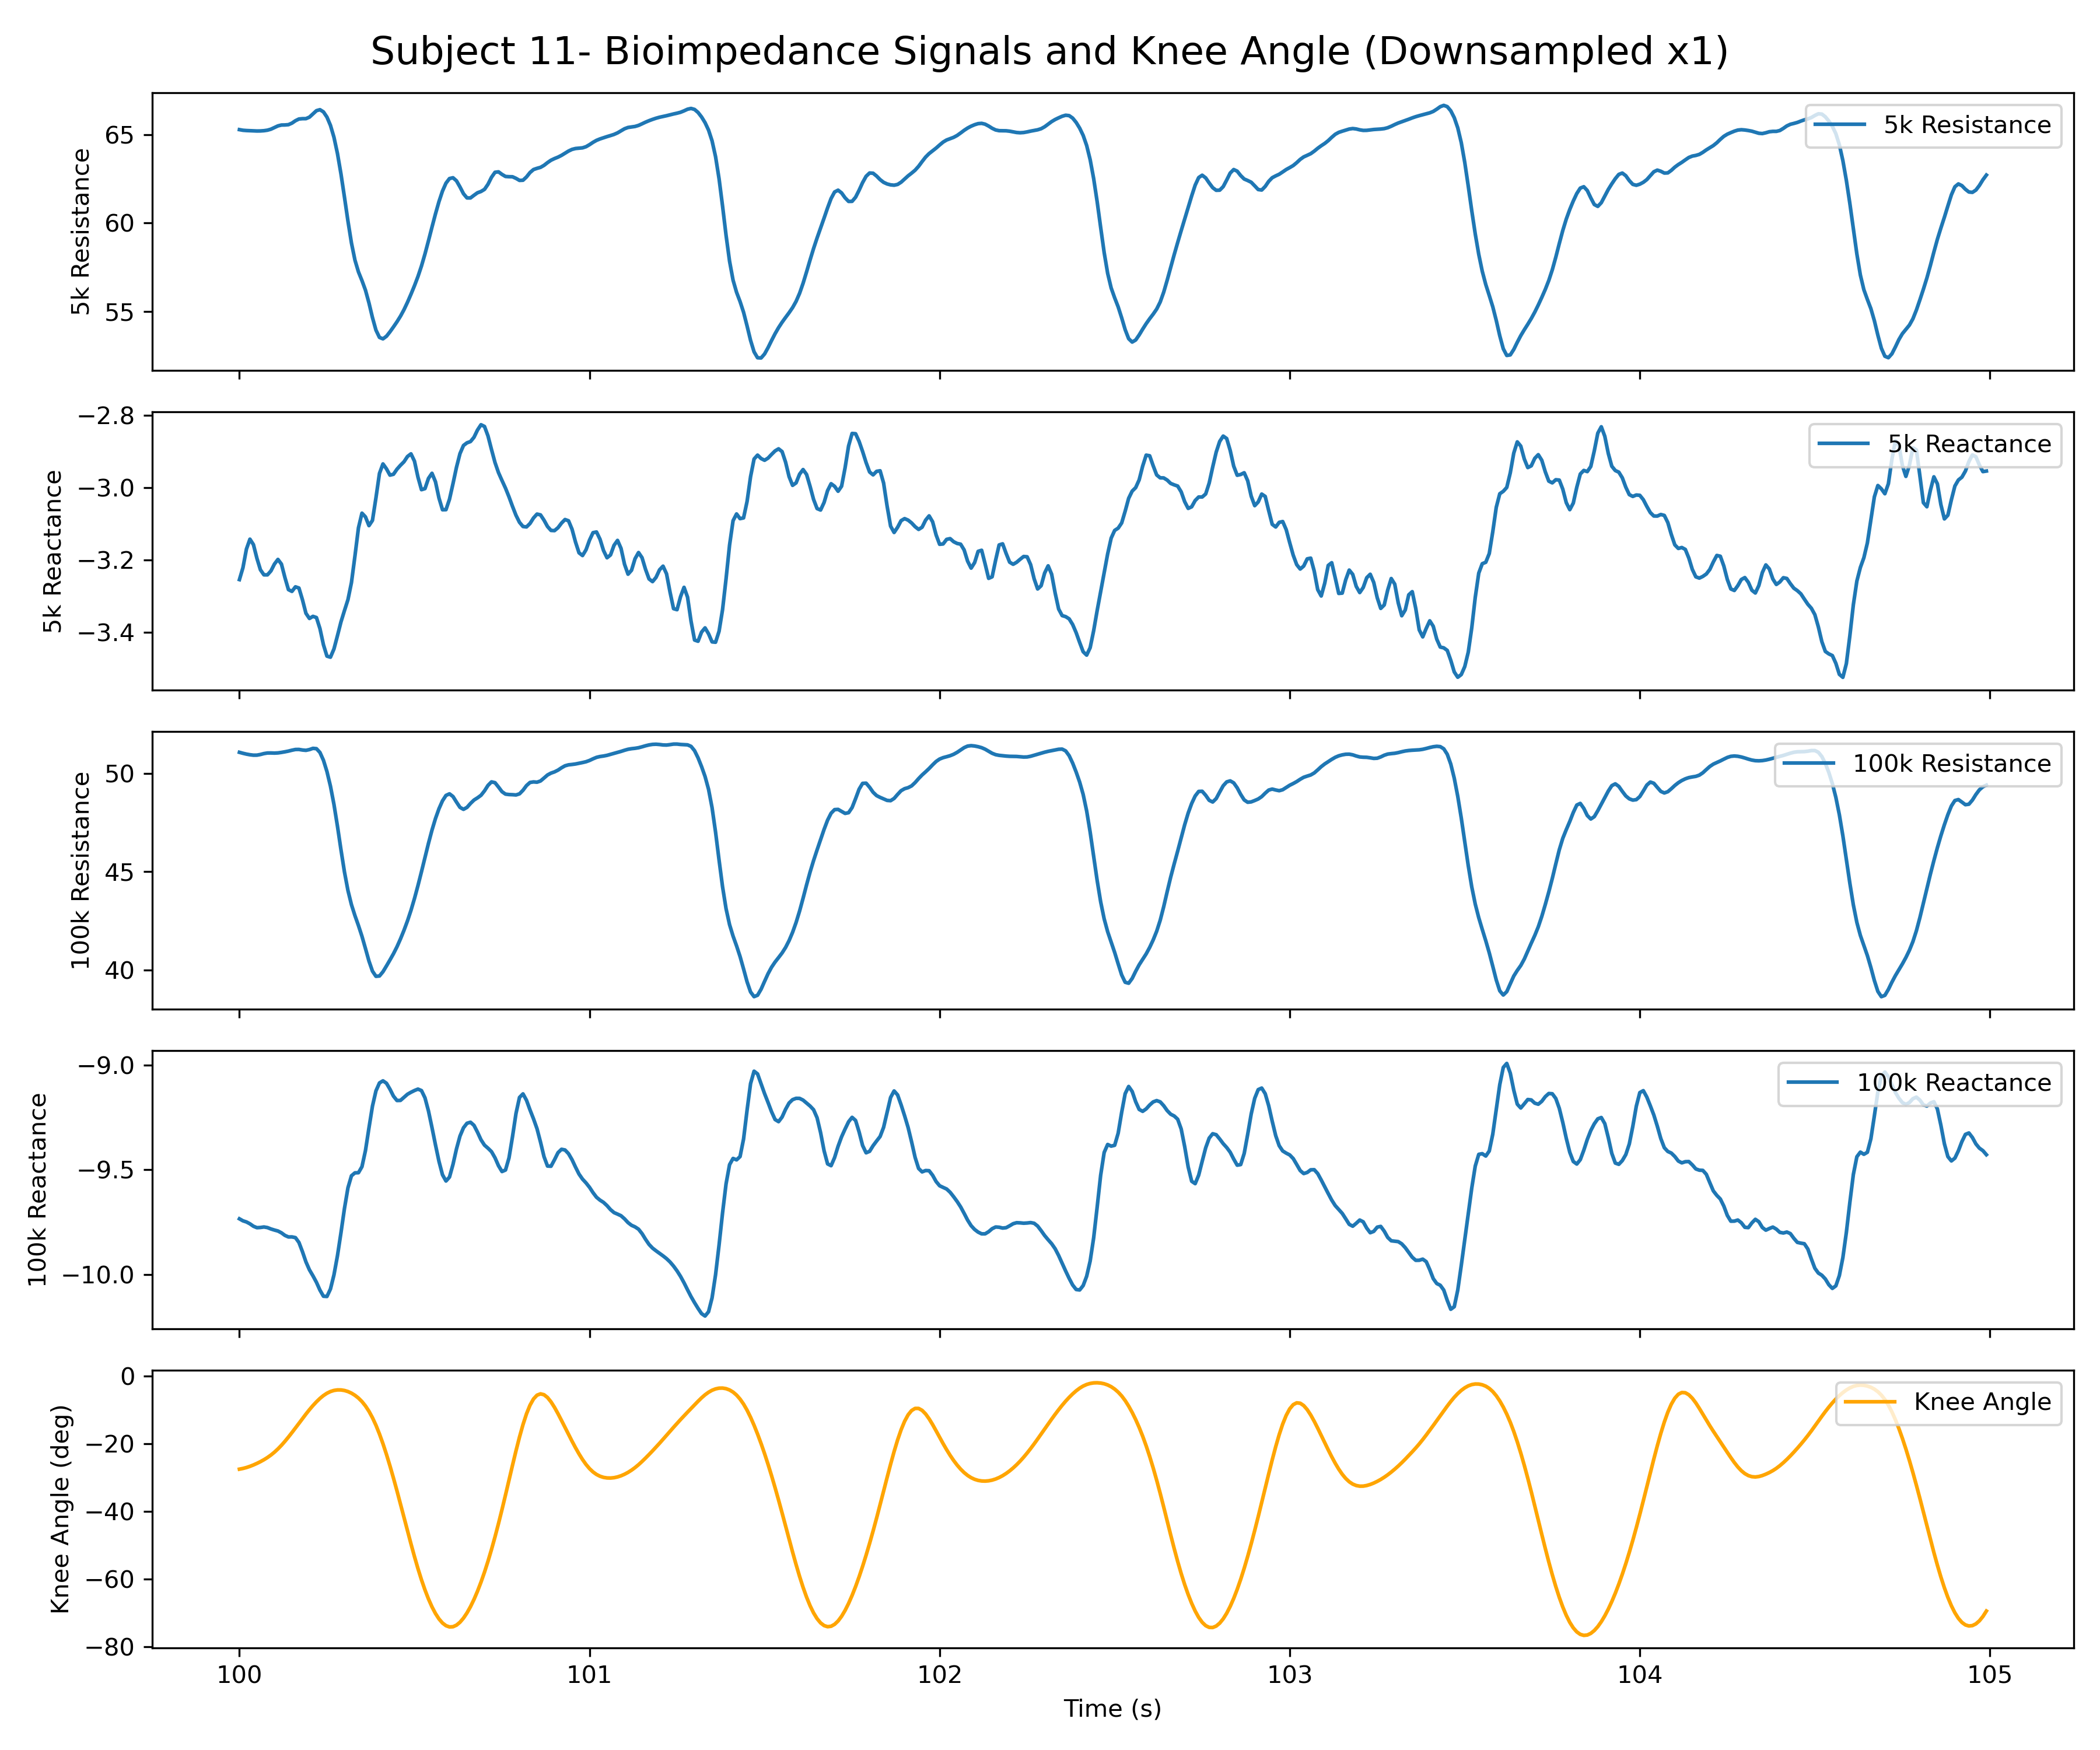 Subject 11- Bioimpedance Signals and Knee Angle (Downsampled x1)
5k Resistance
65
60
55
5k Resistance
5k Reactance
−2.8
−3.0
−3.2
−3.4
5k Reactance
100k Resistance
50
45
40
100k Resistance
100k Reactance
−9.0
−9.5
−10.0
100k Reactance
Knee Angle (deg)
0
−20
−40
−60
−80
Knee Angle
100 101 102 103 104 105
Time (s)